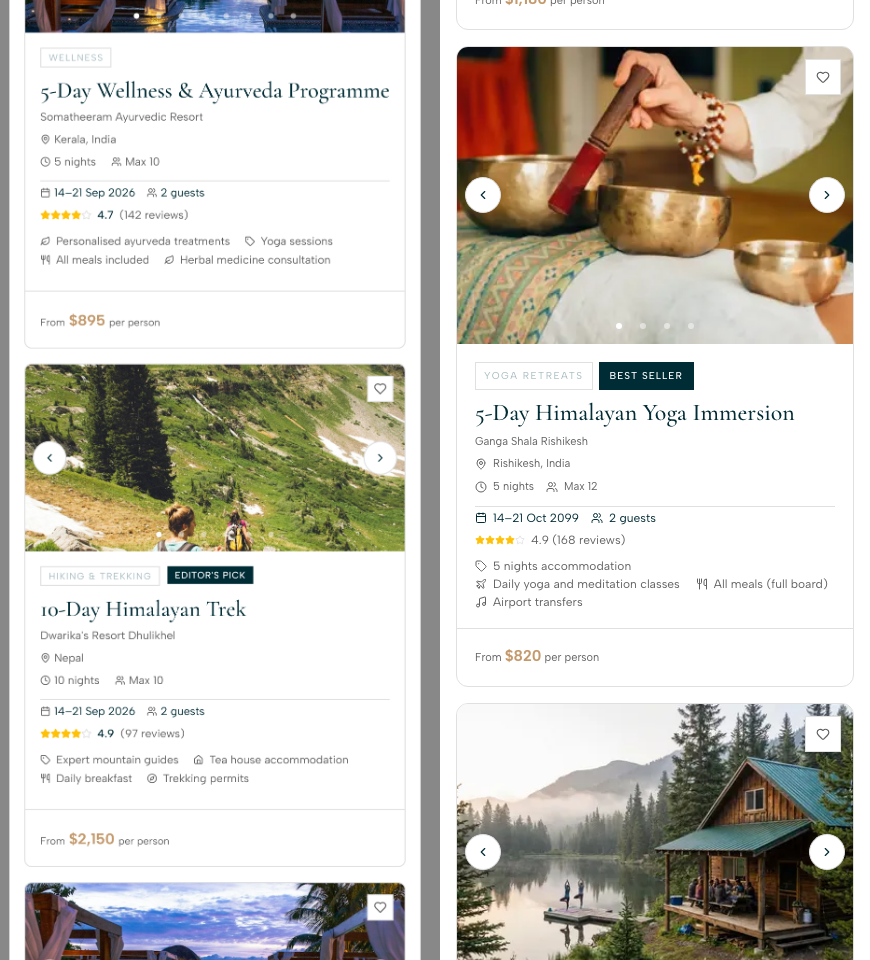 WELLNESS
5-Day Wellness & Ayurveda Programme
Somatheeram Ayurvedic Resort
Kerala, India
5 nights Max 10
14–21 Sep 2026 2 guests
4.7 (142 reviews)
Personalised ayurveda treatments Yoga sessions
All meals included Herbal medicine consultation
From $895 per person
HIKING & TREKKING EDITOR'S PICK
10-Day Himalayan Trek
Dwarika's Resort Dhulikhel
Nepal
10 nights Max 10
14–21 Sep 2026 2 guests
4.9 (97 reviews)
Expert mountain guides Tea house accommodation
Daily breakfast Trekking permits
From $2,150 per person
per person
YOGA RETREATS BEST SELLER
5-Day Himalayan Yoga Immersion
Ganga Shala Rishikesh
Rishikesh, India
5 nights Max 12
14–21 Oct 2099 2 guests
4.9 (168 reviews)
5 nights accommodation
Daily yoga and meditation classes All meals (full board)
Airport transfers
From $820 per person